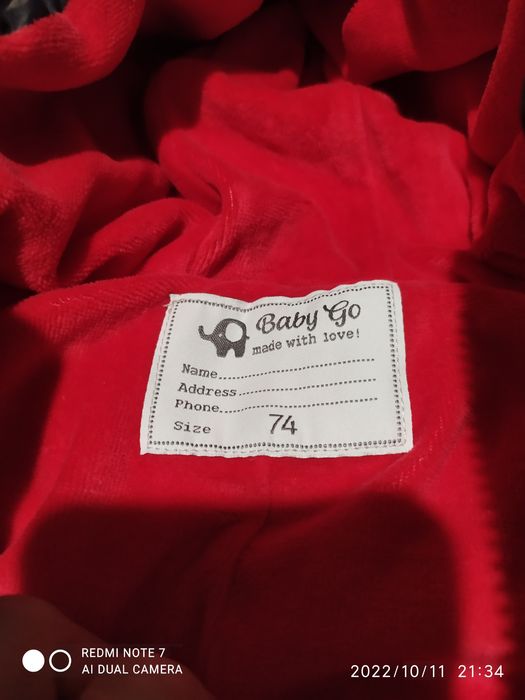 Baby Go
made with love!
Name
Address
Phone
Size 74
REDMI NOTE 7
AI DUAL CAMERA
2022/10/11 21:34